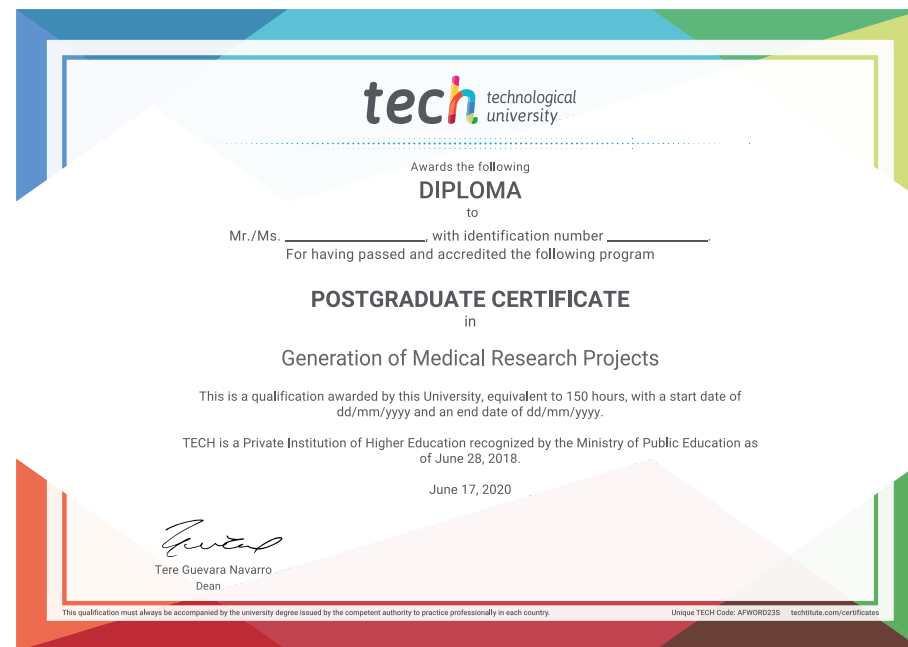 tech technological
university
Awards the following
DIPLOMA
to
Mr./Ms. ____________________, with identification number ______________.
For having passed and accredited the following program
POSTGRADUATE CERTIFICATE
in
Generation of Medical Research Projects
This is a qualification awarded by this University, equivalent to 150 hours, with a start date of
dd/mm/yyyy and an end date of dd/mm/yyyy.
TECH is a Private Institution of Higher Education recognized by the Ministry of Public Education as
of June 28, 2018.
June 17, 2020
Tere Guevara Navarro
Dean
This qualification must always be accompanied by the university degree issued by the competent authority to practice professionally in each country. Unique TECH Code: AFWORD23S techtitute.com/certificates